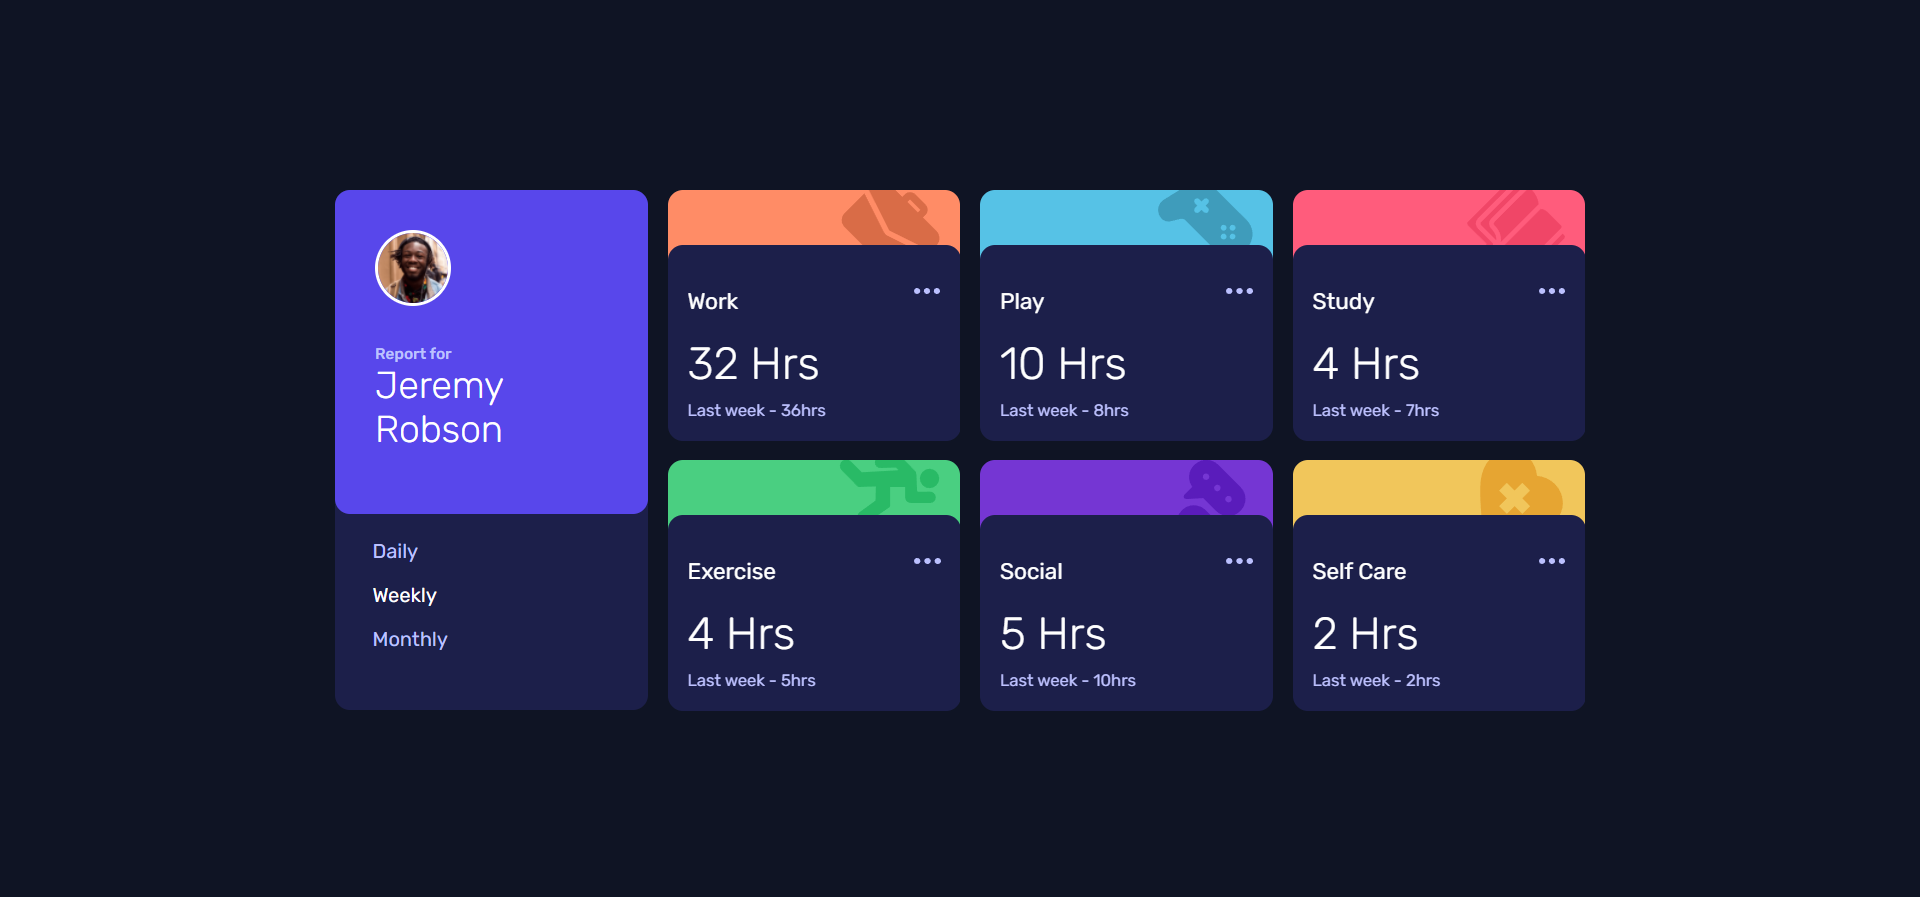 Report for
Jeremy
Robson
Daily
Weekly
Monthly
Work
32 Hrs
Last week - 36hrs
Play
10 Hrs
Last week - 8hrs
Study
4 Hrs
Last week - 7hrs
Exercise
4 Hrs
Last week - 5hrs
Social
5 Hrs
Last week - 10hrs
Self Care
2 Hrs
Last week - 2hrs